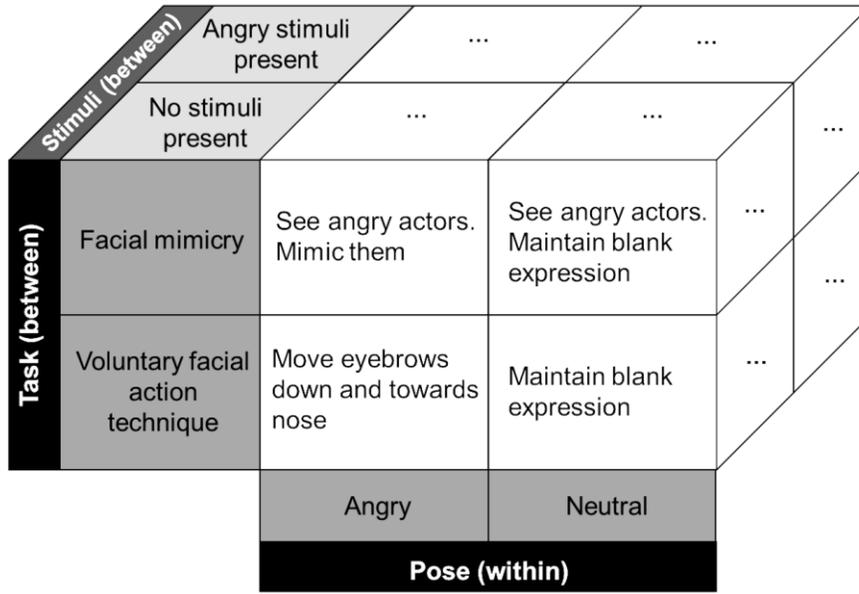 Stimuli (between)
Angry stimuli
present
...
...
No stimuli
present
...
...
...
Task (between)
Facial mimicry
See angry actors.
Mimic them
See angry actors.
Maintain blank
expression
...
...
Voluntary facial
action
technique
Move eyebrows
down and towards
nose
Maintain blank
expression
...
Angry
Neutral
Pose (within)